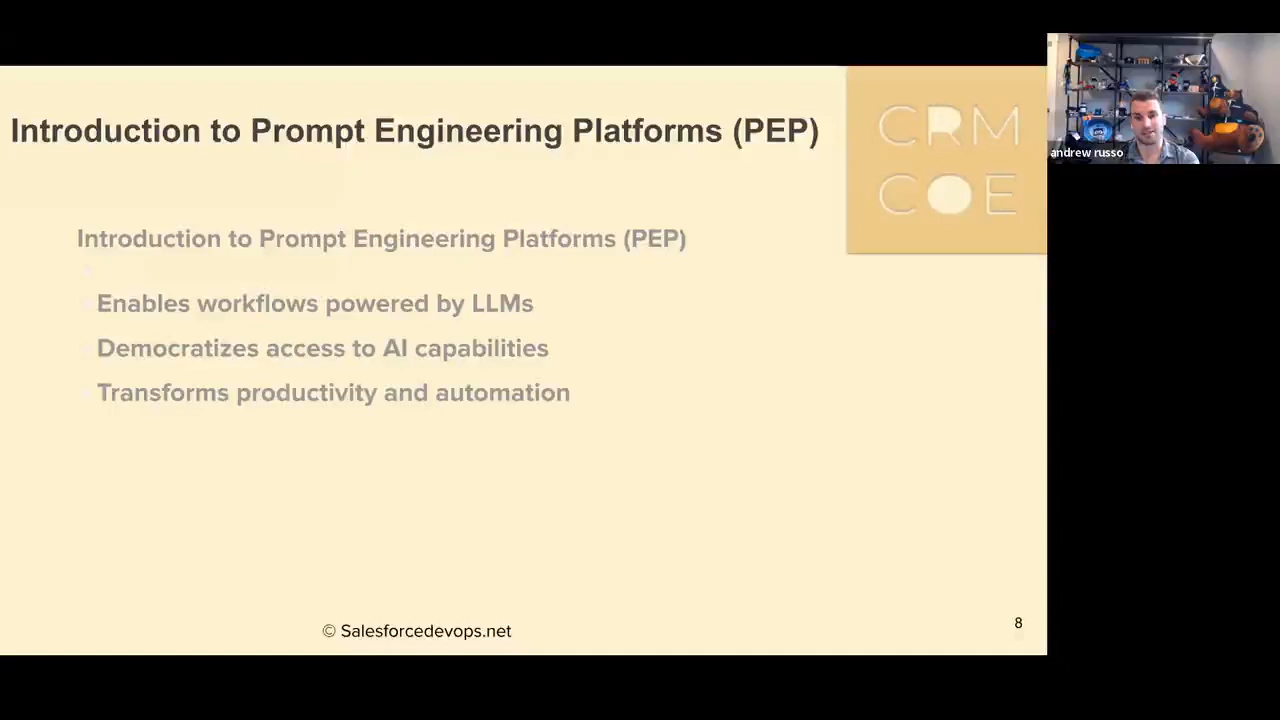 Introduction to Prompt Engineering Platforms (PEP)
CRM
COE
andrew russo
Introduction to Prompt Engineering Platforms (PEP)
Enables workflows powered by LLMs
Democratizes access to AI capabilities
Transforms productivity and automation
© Salesforcedevops.net
8